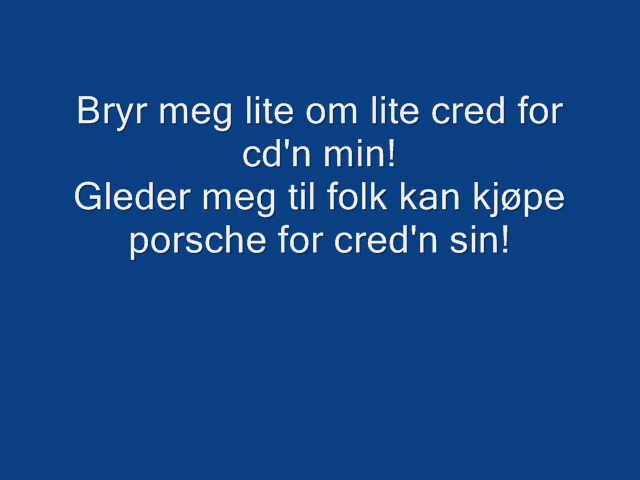 Bryr meg lite om lite cred for
cd'n min!
Gleder meg til folk kan kjøpe
porsche for cred'n sin!